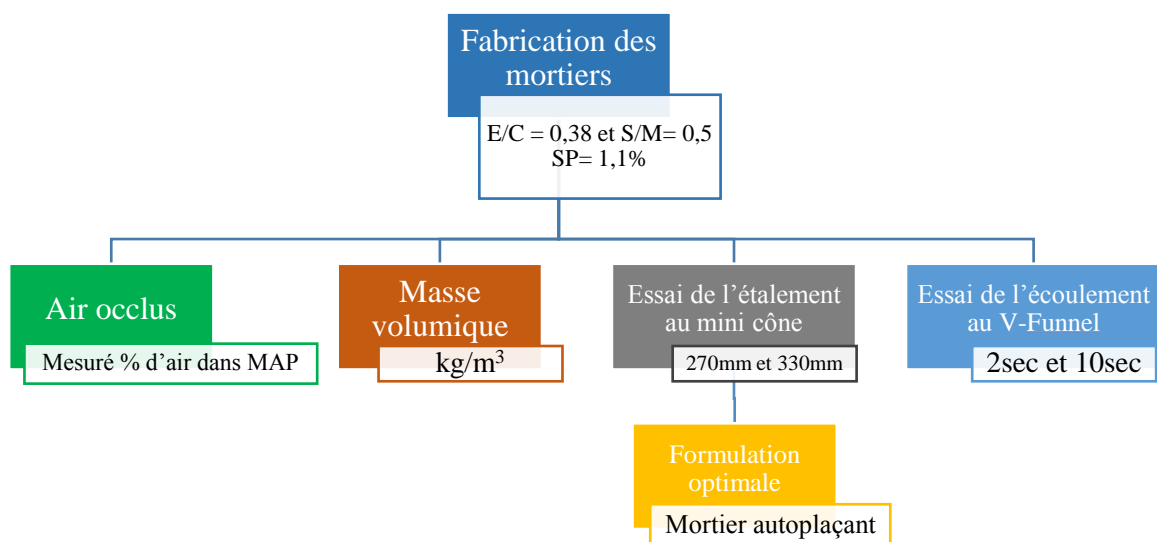 Fabrication des
mortiers
E/C = 0,38 et S/M= 0,5
SP= 1,1%
Air occlus
Mesuré % d’air dans MAP
Masse
volumique
kg/m³
Essai de l’étalement
au mini cône
270mm et 330mm
Essai de l’écoulement
au V-Funnel
2sec et 10sec
Formulation
optimale
Mortier autoplaçant